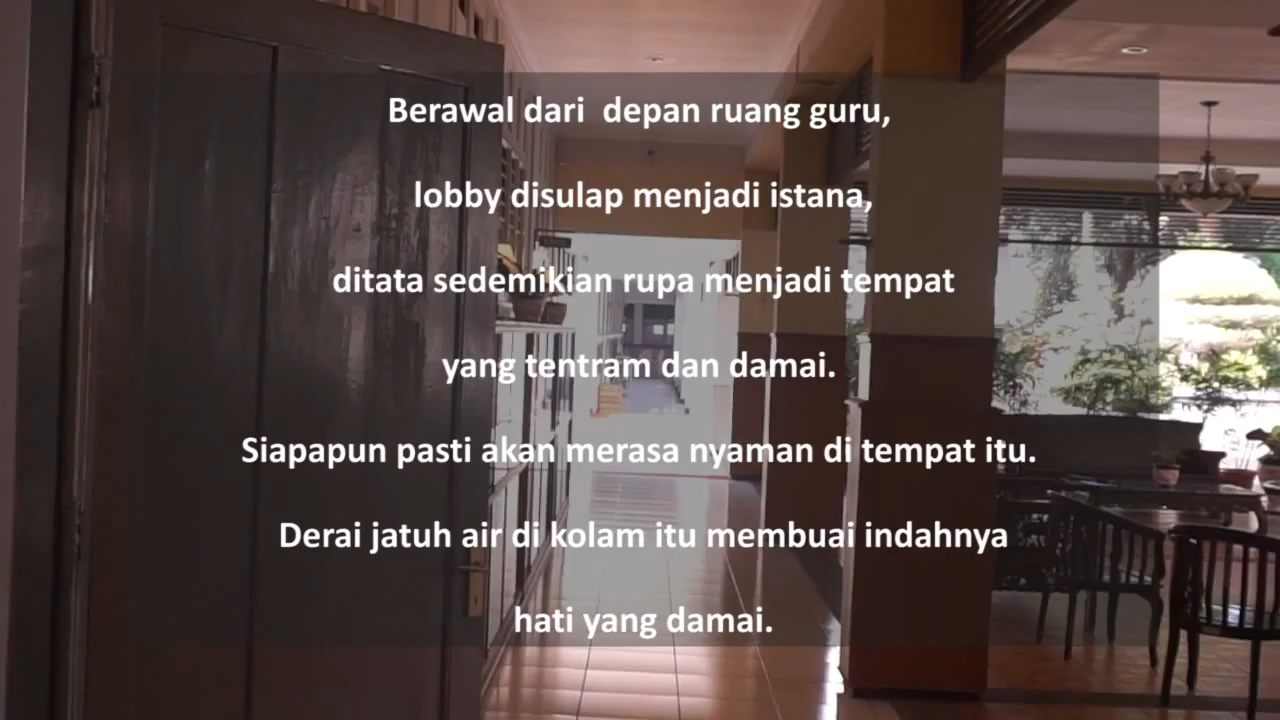 Berawal dari  depan ruang guru,
lobby disulap menjadi istana,
ditata sedemikian rupa menjadi tempat
yang tentram dan damai.
Siapapun pasti akan merasa nyaman di tempat itu.
Derai jatuh air di kolam itu membuai indahnya
hati yang damai.